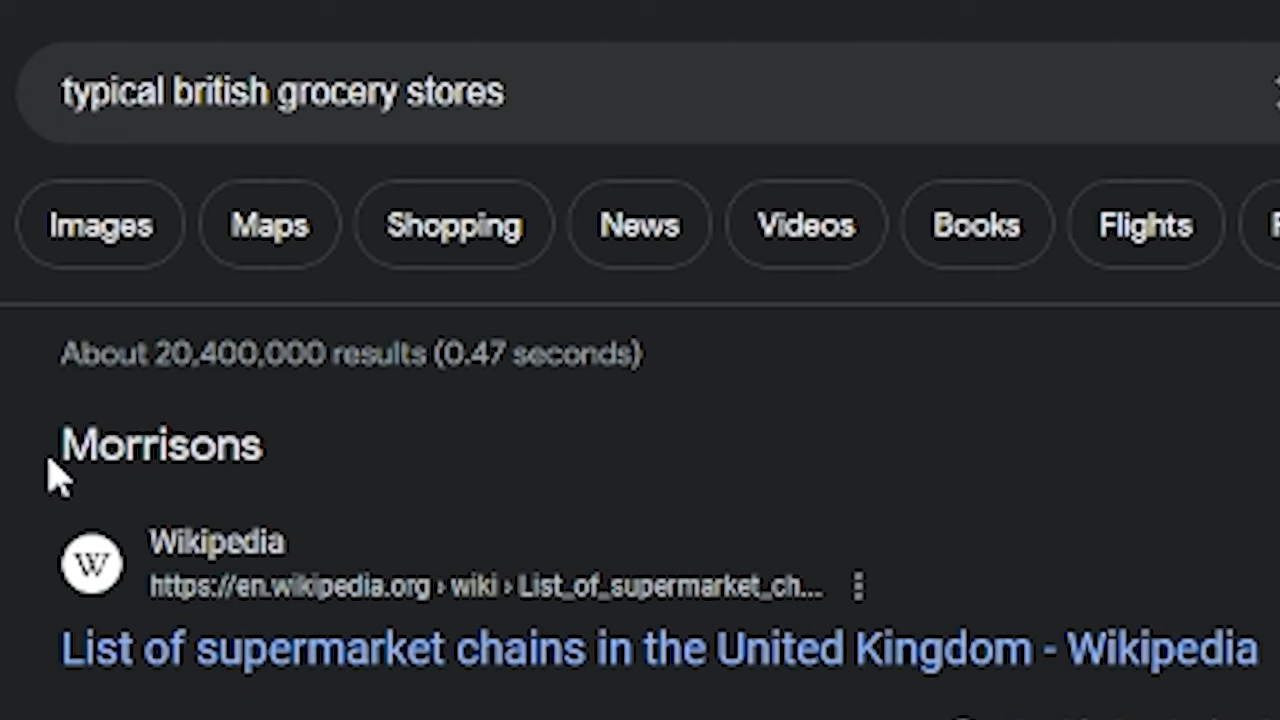 typical british grocery stores
Images Maps Shopping News Videos Books Flights
About 20,400,000 results (0.47 seconds)
Morrisons
W
Wikipedia
https://en.wikipedia.org › wiki › List_of_supermarket_ch...
List of supermarket chains in the United Kingdom - Wikipedia